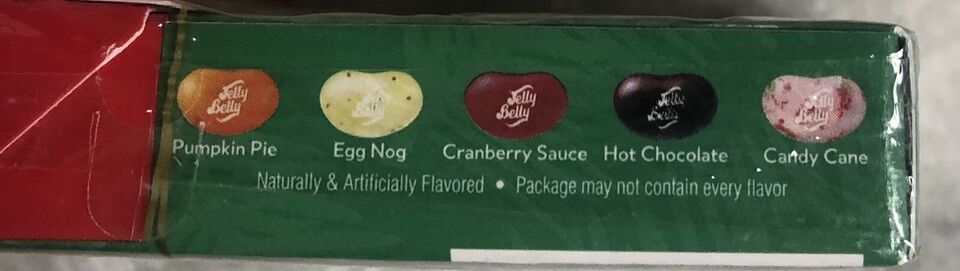 Jelly Belly Jelly Belly Jelly Belly Jelly Belly Jelly Belly
Pumpkin Pie Egg Nog Cranberry Sauce Hot Chocolate Candy Cane
Naturally & Artificially Flavored • Package may not contain every flavor